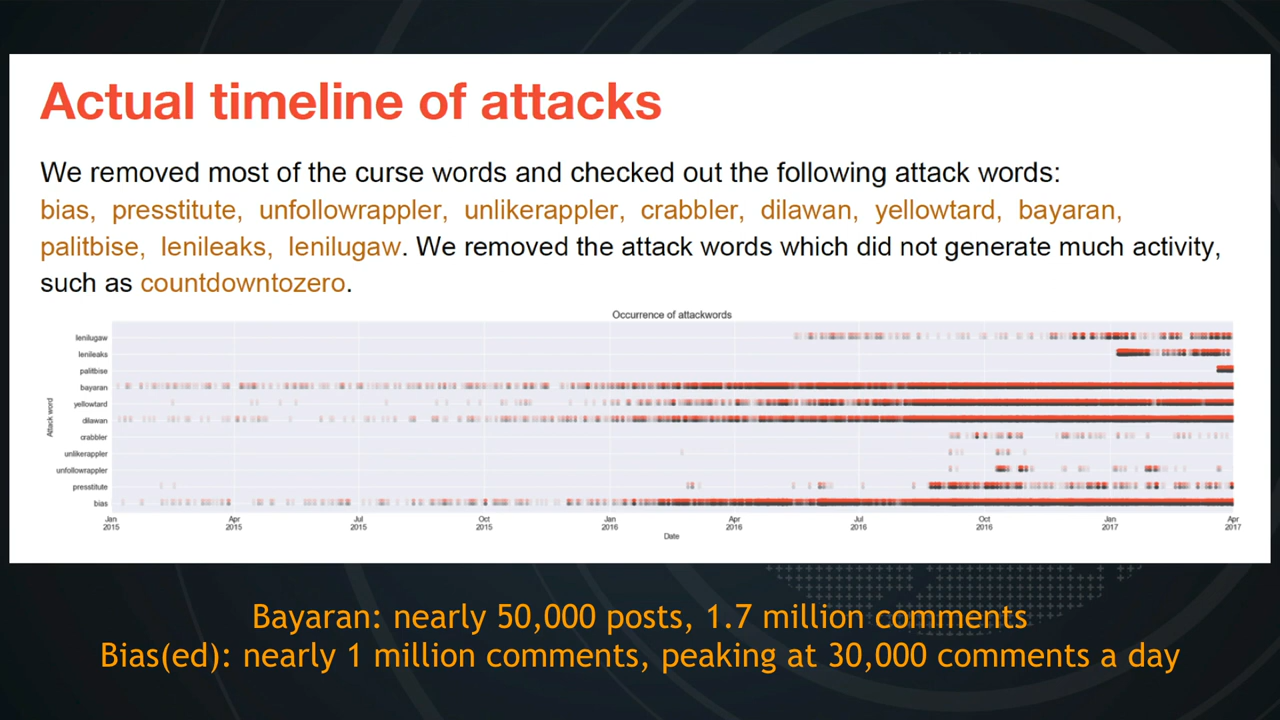 Actual timeline of attacks
We removed most of the curse words and checked out the following attack words:
bias, presstitute, unfollowrappler, unlikerappler, crabbler, dilawan, yellowtard, bayaran,
palitbise, lenileaks, lenilugaw. We removed the attack words which did not generate much activity,
such as countdowntozero.
Occurrence of attackwords
lenilugaw
lenileaks
palitbise
bayaran
yellowtard
dilawan
crabbler
unlikerappler
unfollowrappler
presstitute
bias
Attack word
Jan Apr Jul Oct Jan Apr Jul Oct Jan Apr
2015 2015 2015 2015 2016 2016 2016 2016 2017 2017
Date
Bayaran: nearly 50,000 posts, 1.7 million comments
Bias(ed): nearly 1 million comments, peaking at 30,000 comments a day